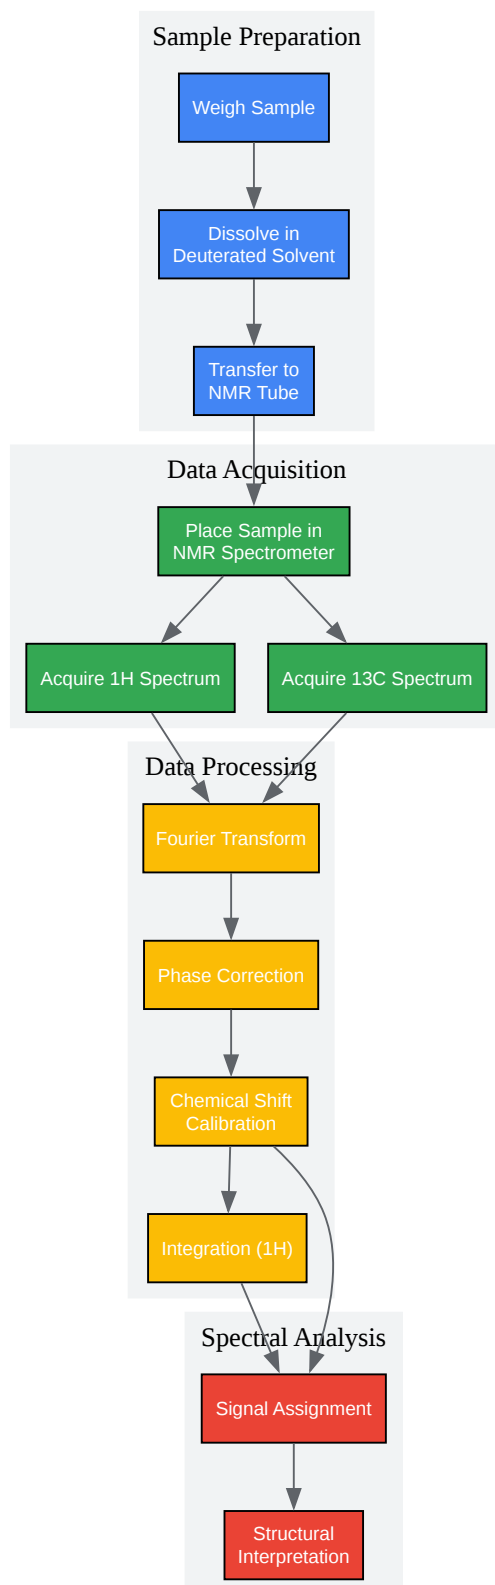 Sample Preparation
Weigh Sample
Dissolve in
Deuterated Solvent
Transfer to
NMR Tube
Data Acquisition
Place Sample in
NMR Spectrometer
Acquire 1H Spectrum
Acquire 13C Spectrum
Data Processing
Fourier Transform
Phase Correction
Chemical Shift
Calibration
Integration (1H)
Spectral Analysis
Signal Assignment
Structural
Interpretation